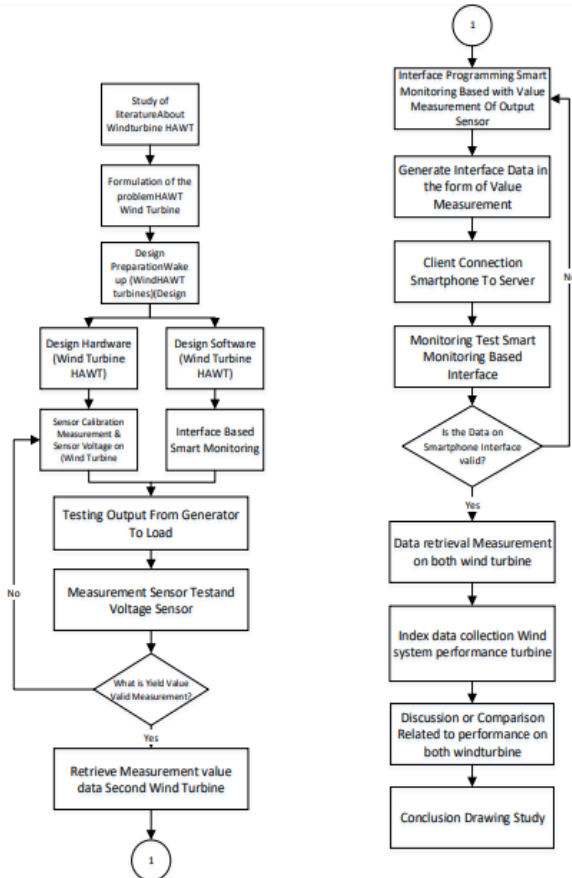 Study of
literatureAbout
Windturbine HAWT
Formulation of the
problemHAWT
Wind Turbine
Design
PreparationWake
up (WindHAWT
turbines)(Design
Design Hardware
(Wind Turbine
HAWT)
Design Software
(Wind Turbine
HAWT)
Sensor Calibration
Measurement &
Sensor Voltage on
(Wind Turbine
Interface Based
Smart Monitoring
Testing Output From Generator
To Load
Measurement Sensor Testand
Voltage Sensor
No
What is Yield Value
Valid Measurement?
Yes
Retrieve Measurement value
data Second Wind Turbine
1
1
Interface Programming Smart
Monitoring Based with Value
Measurement Of Output
Sensor
Generate Interface Data in
the form of Value
Measurement
Client Connection
Smartphone To Server
No
Monitoring Test Smart
Monitoring Based
Interface
Is the Data on
Smartphone Interface
valid?
Yes
Data retrieval Measurement
on both wind turbine
Index data collection Wind
system performance turbine
Discussion or Comparison
Related to performance on
both windturbine
Conclusion Drawing Study